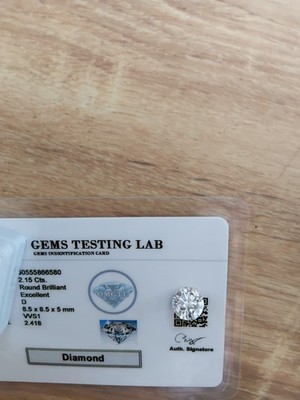 GEMS TESTING LAB
GEMS INDENTIFICATION CARD
60555866580
2.15 Cts.
Round Brilliant
Excellent
D
8.5 x 8.5 x 5 mm
VVS1
2.418
Diamond
Auth. Signature